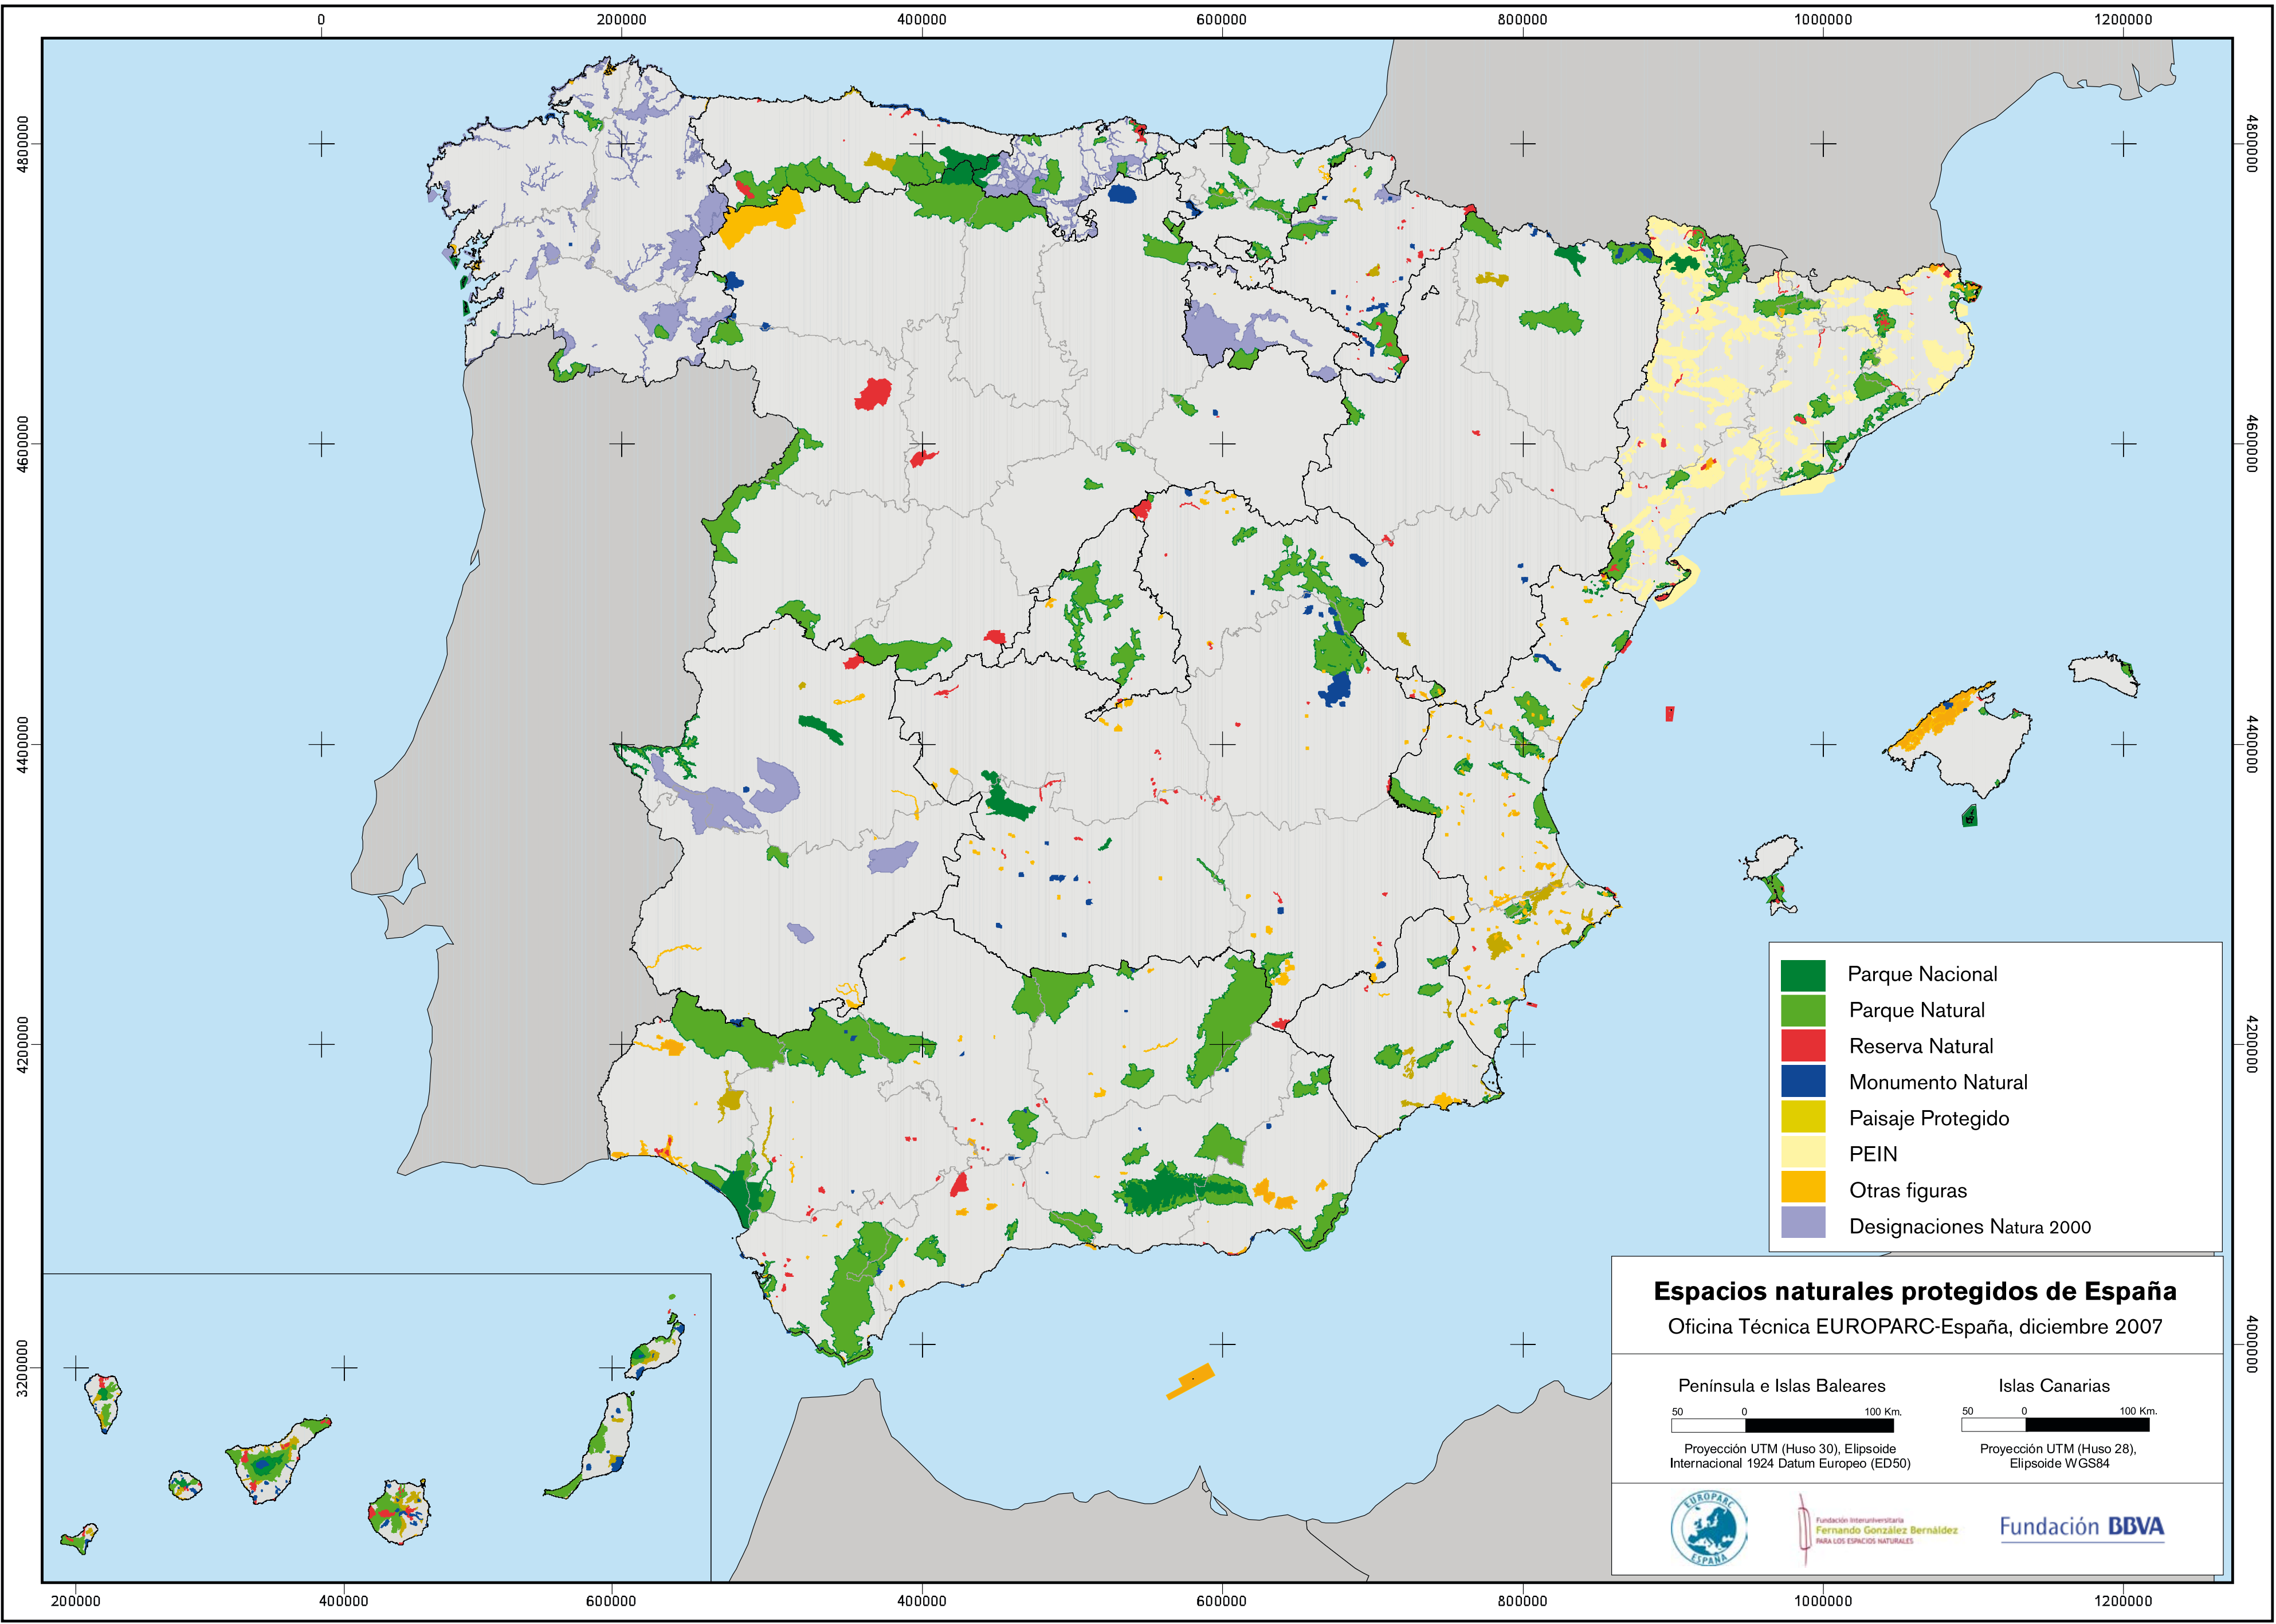 0 200000 400000 600000 800000 1000000 1200000
4800000 4800000
4600000 4600000
4400000 4400000
4200000 4200000
3200000 4000000
Parque Nacional
Parque Natural
Reserva Natural
Monumento Natural
Paisaje Protegido
PEIN
Otras figuras
Designaciones Natura 2000
Espacios naturales protegidos de España
Oficina Técnica EUROPARC-España, diciembre 2007
Península e Islas Baleares
50 0 100 Km.
Proyección UTM (Huso 30), Elipsoide
Internacional 1924 Datum Europeo (ED50)
Islas Canarias
50 0 100 Km.
Proyección UTM (Huso 28),
Elipsoide WGS84
EUROPARC
ESPAÑA
Fundación Interuniversitaria
Fernando González Bernáldez
PARA LOS ESPACIOS NATURALES
Fundación BBVA
200000 400000 600000 400000 600000 800000 1000000 1200000